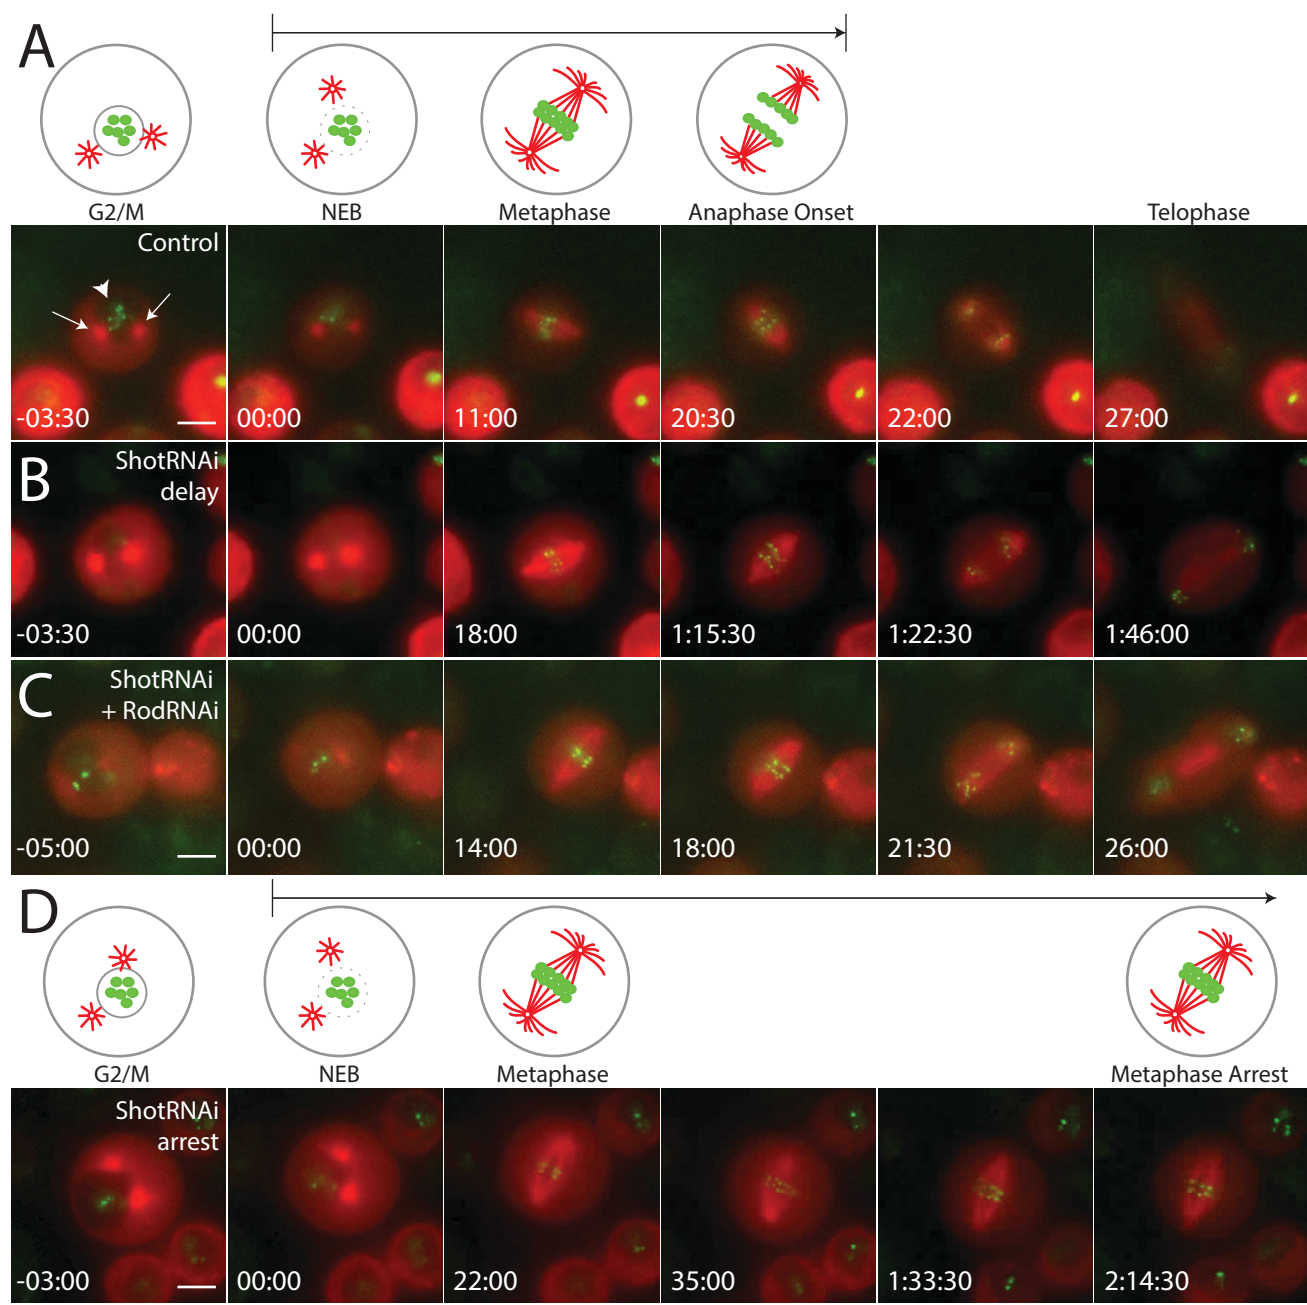 A
G2/M NEB Metaphase Anaphase Onset Telophase
Control
-03:30 00:00 11:00 20:30 22:00 27:00
B
ShotRNAi
delay
-03:30 00:00 18:00 1:15:30 1:22:30 1:46:00
C
ShotRNAi
+ RodRNAi
-05:00 00:00 14:00 18:00 21:30 26:00
D
G2/M NEB Metaphase Metaphase Arrest
ShotRNAi
arrest
-03:00 00:00 22:00 35:00 1:33:30 2:14:30